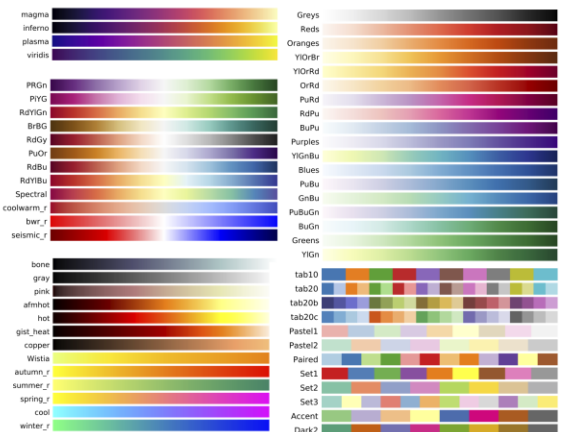 magma
inferno
plasma
viridis
PRGn
PiYG
RdYlGn
BrBG
RdGy
PuOr
RdBu
RdYlBu
Spectral
coolwarm_r
bwr_r
seismic_r
bone
gray
pink
afmhot
hot
gist_heat
copper
Wistia
autumn_r
summer_r
spring_r
cool
winter_r
Greys
Reds
Oranges
YlOrBr
YlOrRd
OrRd
PuRd
RdPu
BuPu
Purples
YlGnBu
Blues
PuBu
GnBu
PuBuGn
BuGn
Greens
YlGn
tab10
tab20
tab20b
tab20c
Pastel1
Pastel2
Paired
Set1
Set2
Set3
Accent
Dark2